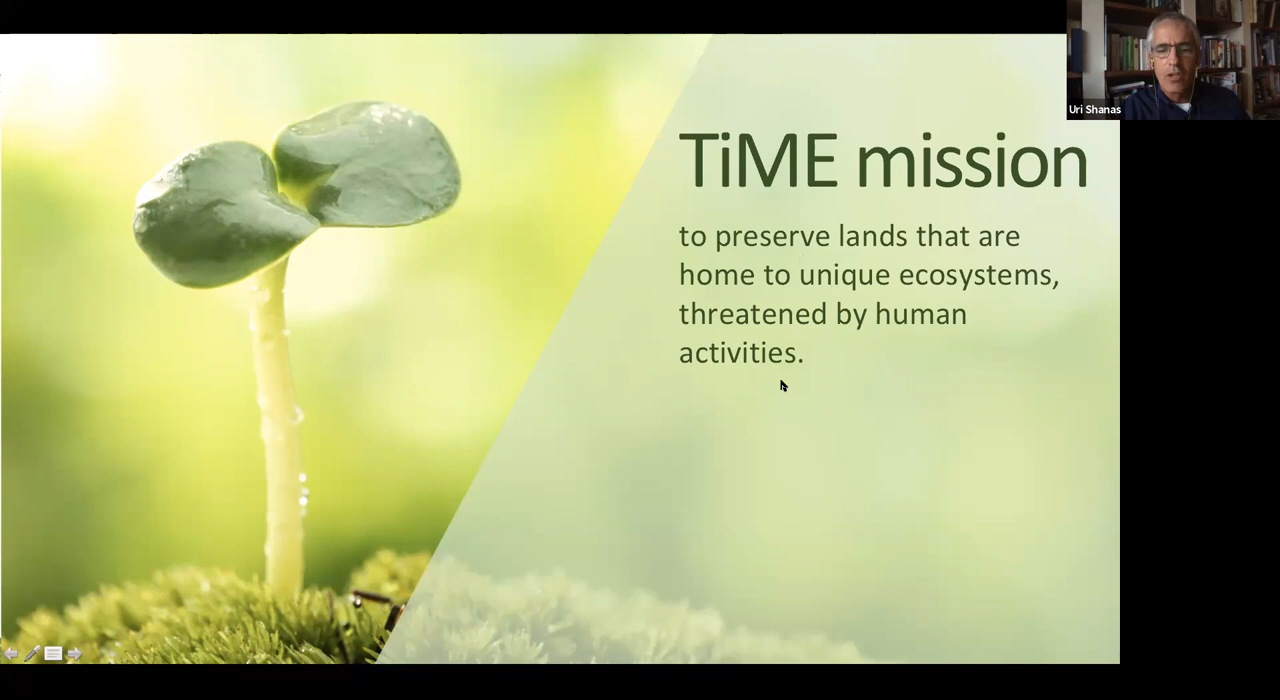 Uri Shanas
TiME mission
to preserve lands that are
home to unique ecosystems,
threatened by human
activities.